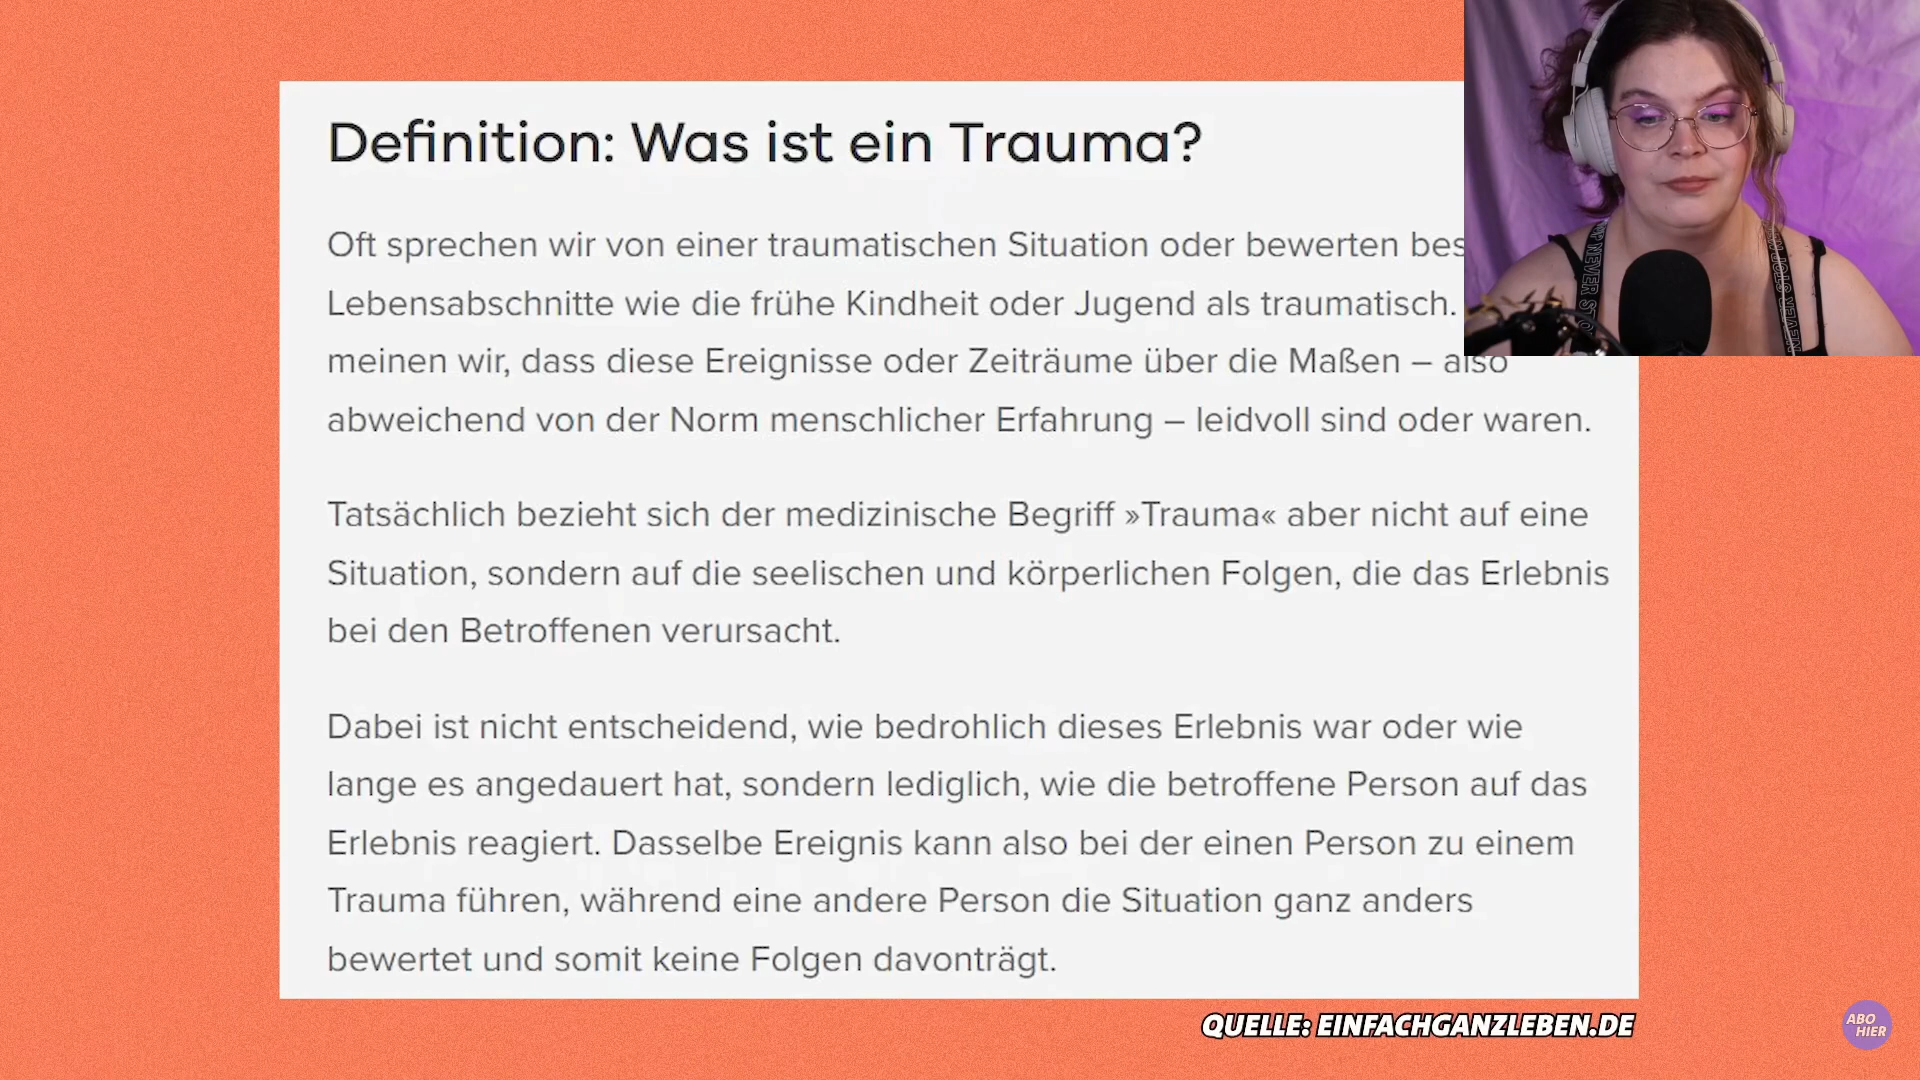 Definition: Was ist ein Trauma?
Oft sprechen wir von einer traumatischen Situation oder bewerten
Lebensabschnitte wie die frühe Kindheit oder Jugend als traumatisch.
meinen wir, dass diese Ereignisse oder Zeiträume über die Maßen – also
abweichend von der Norm menschlicher Erfahrung – leidvoll sind oder waren.
Tatsächlich bezieht sich der medizinische Begriff »Trauma« aber nicht auf eine
Situation, sondern auf die seelischen und körperlichen Folgen, die das Erlebnis
bei den Betroffenen verursacht.
Dabei ist nicht entscheidend, wie bedrohlich dieses Erlebnis war oder wie
lange es angedauert hat, sondern lediglich, wie die betroffene Person auf das
Erlebnis reagiert. Dasselbe Ereignis kann also bei der einen Person zu einem
Trauma führen, während eine andere Person die Situation ganz anders
bewertet und somit keine Folgen davonträgt.
QUELLE: EINFACHGANZLEBEN.DE
ABO
HIER